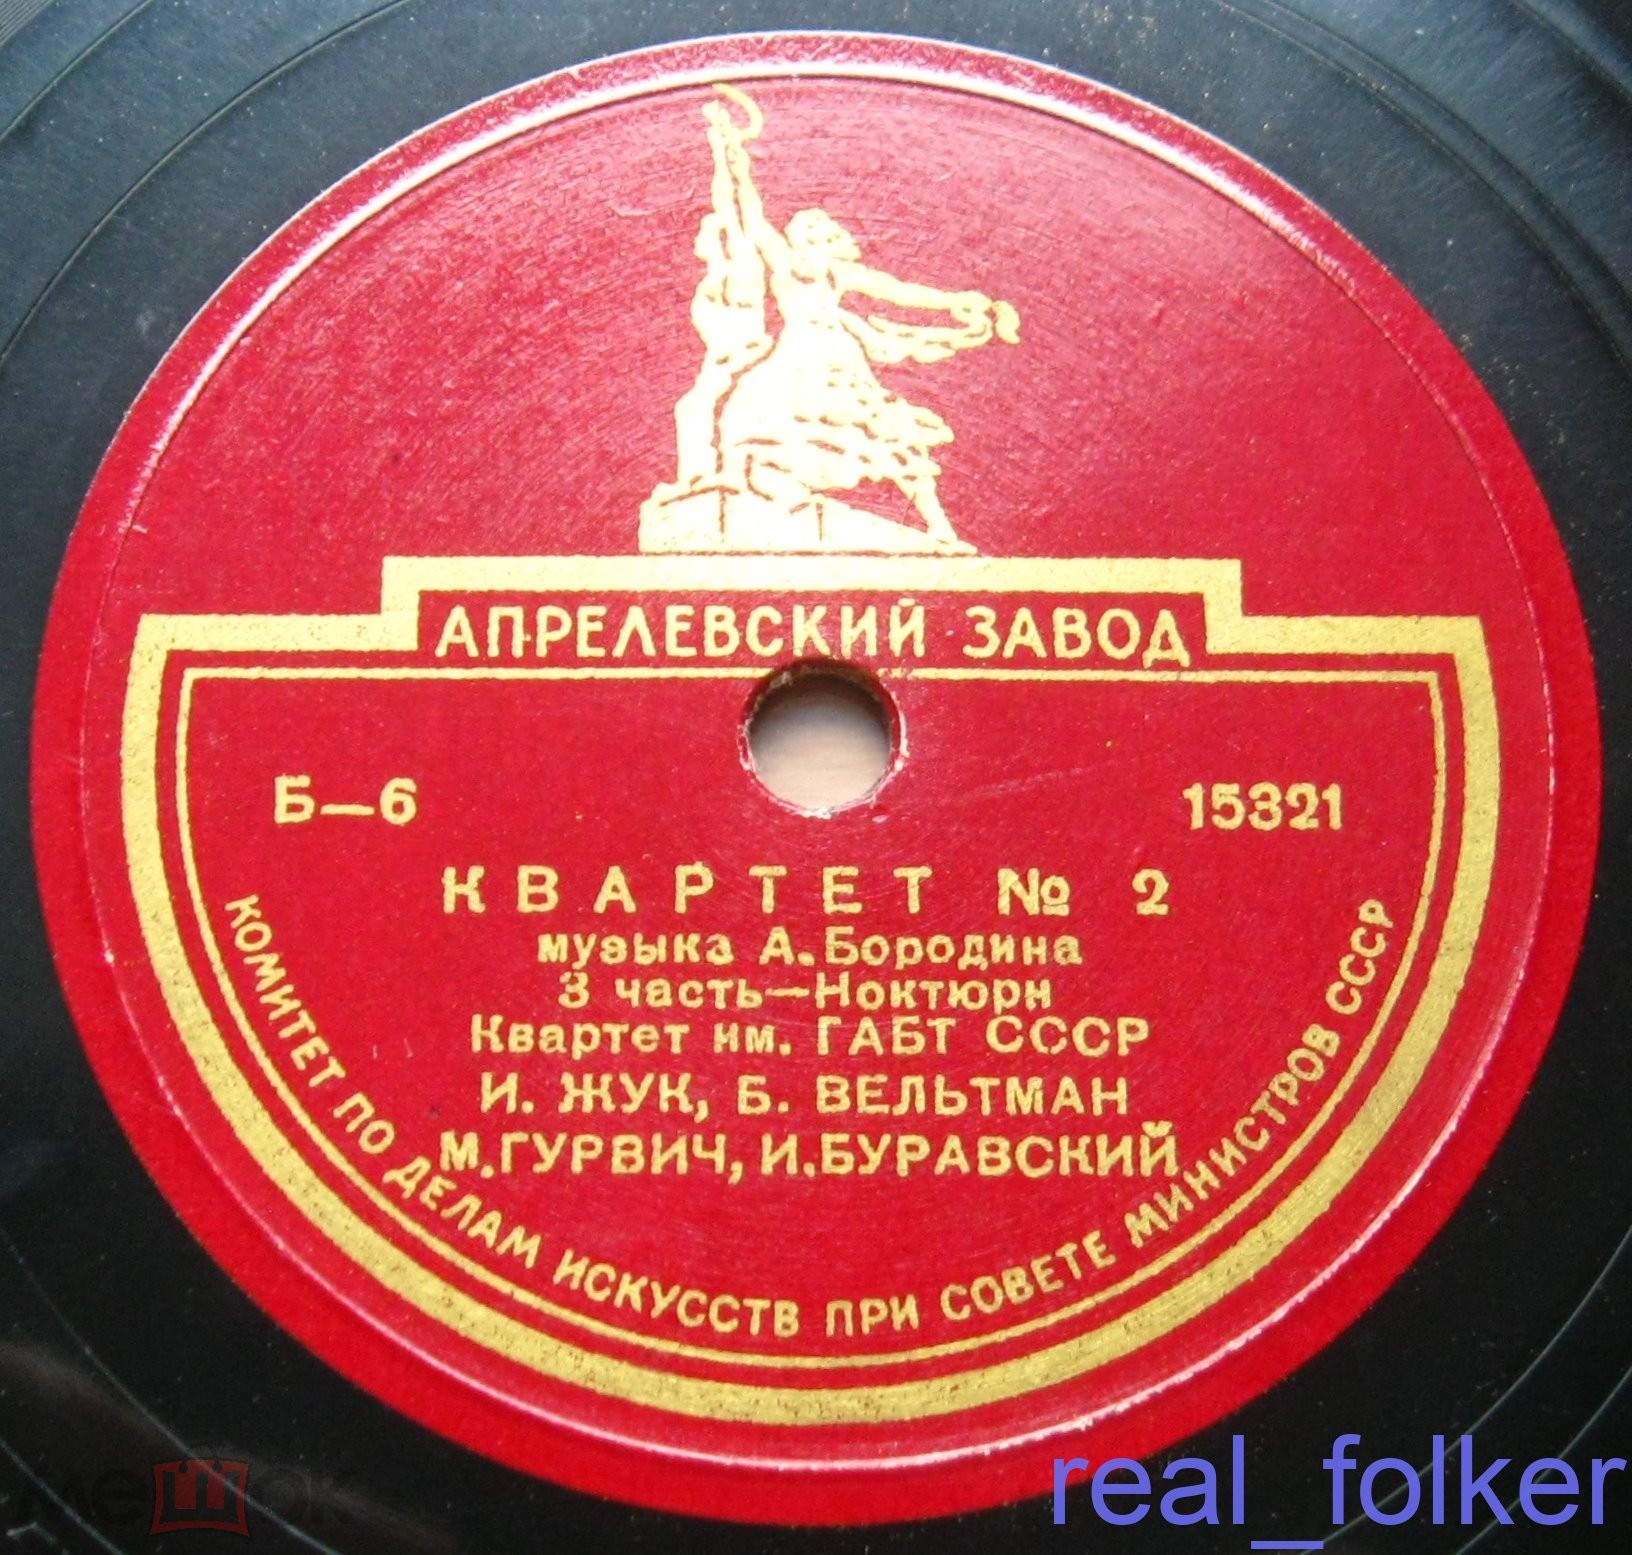 АПРЕЛЕВСКИЙ ЗАВОД
Б—6
15321
КВАРТЕТ № 2
музыка А. Бородина
3 часть—Ноктюрн
Квартет им. ГАБТ СССР
И. ЖУК, Б. ВЕЛЬТМАН
М. ГУРВИЧ, И. БУРАВСКИЙ
КОМИТЕТ ПО ДЕЛАМ ИСКУССТВ ПРИ СОВЕТЕ МИНИСТРОВ СССР
мешок
real_folker